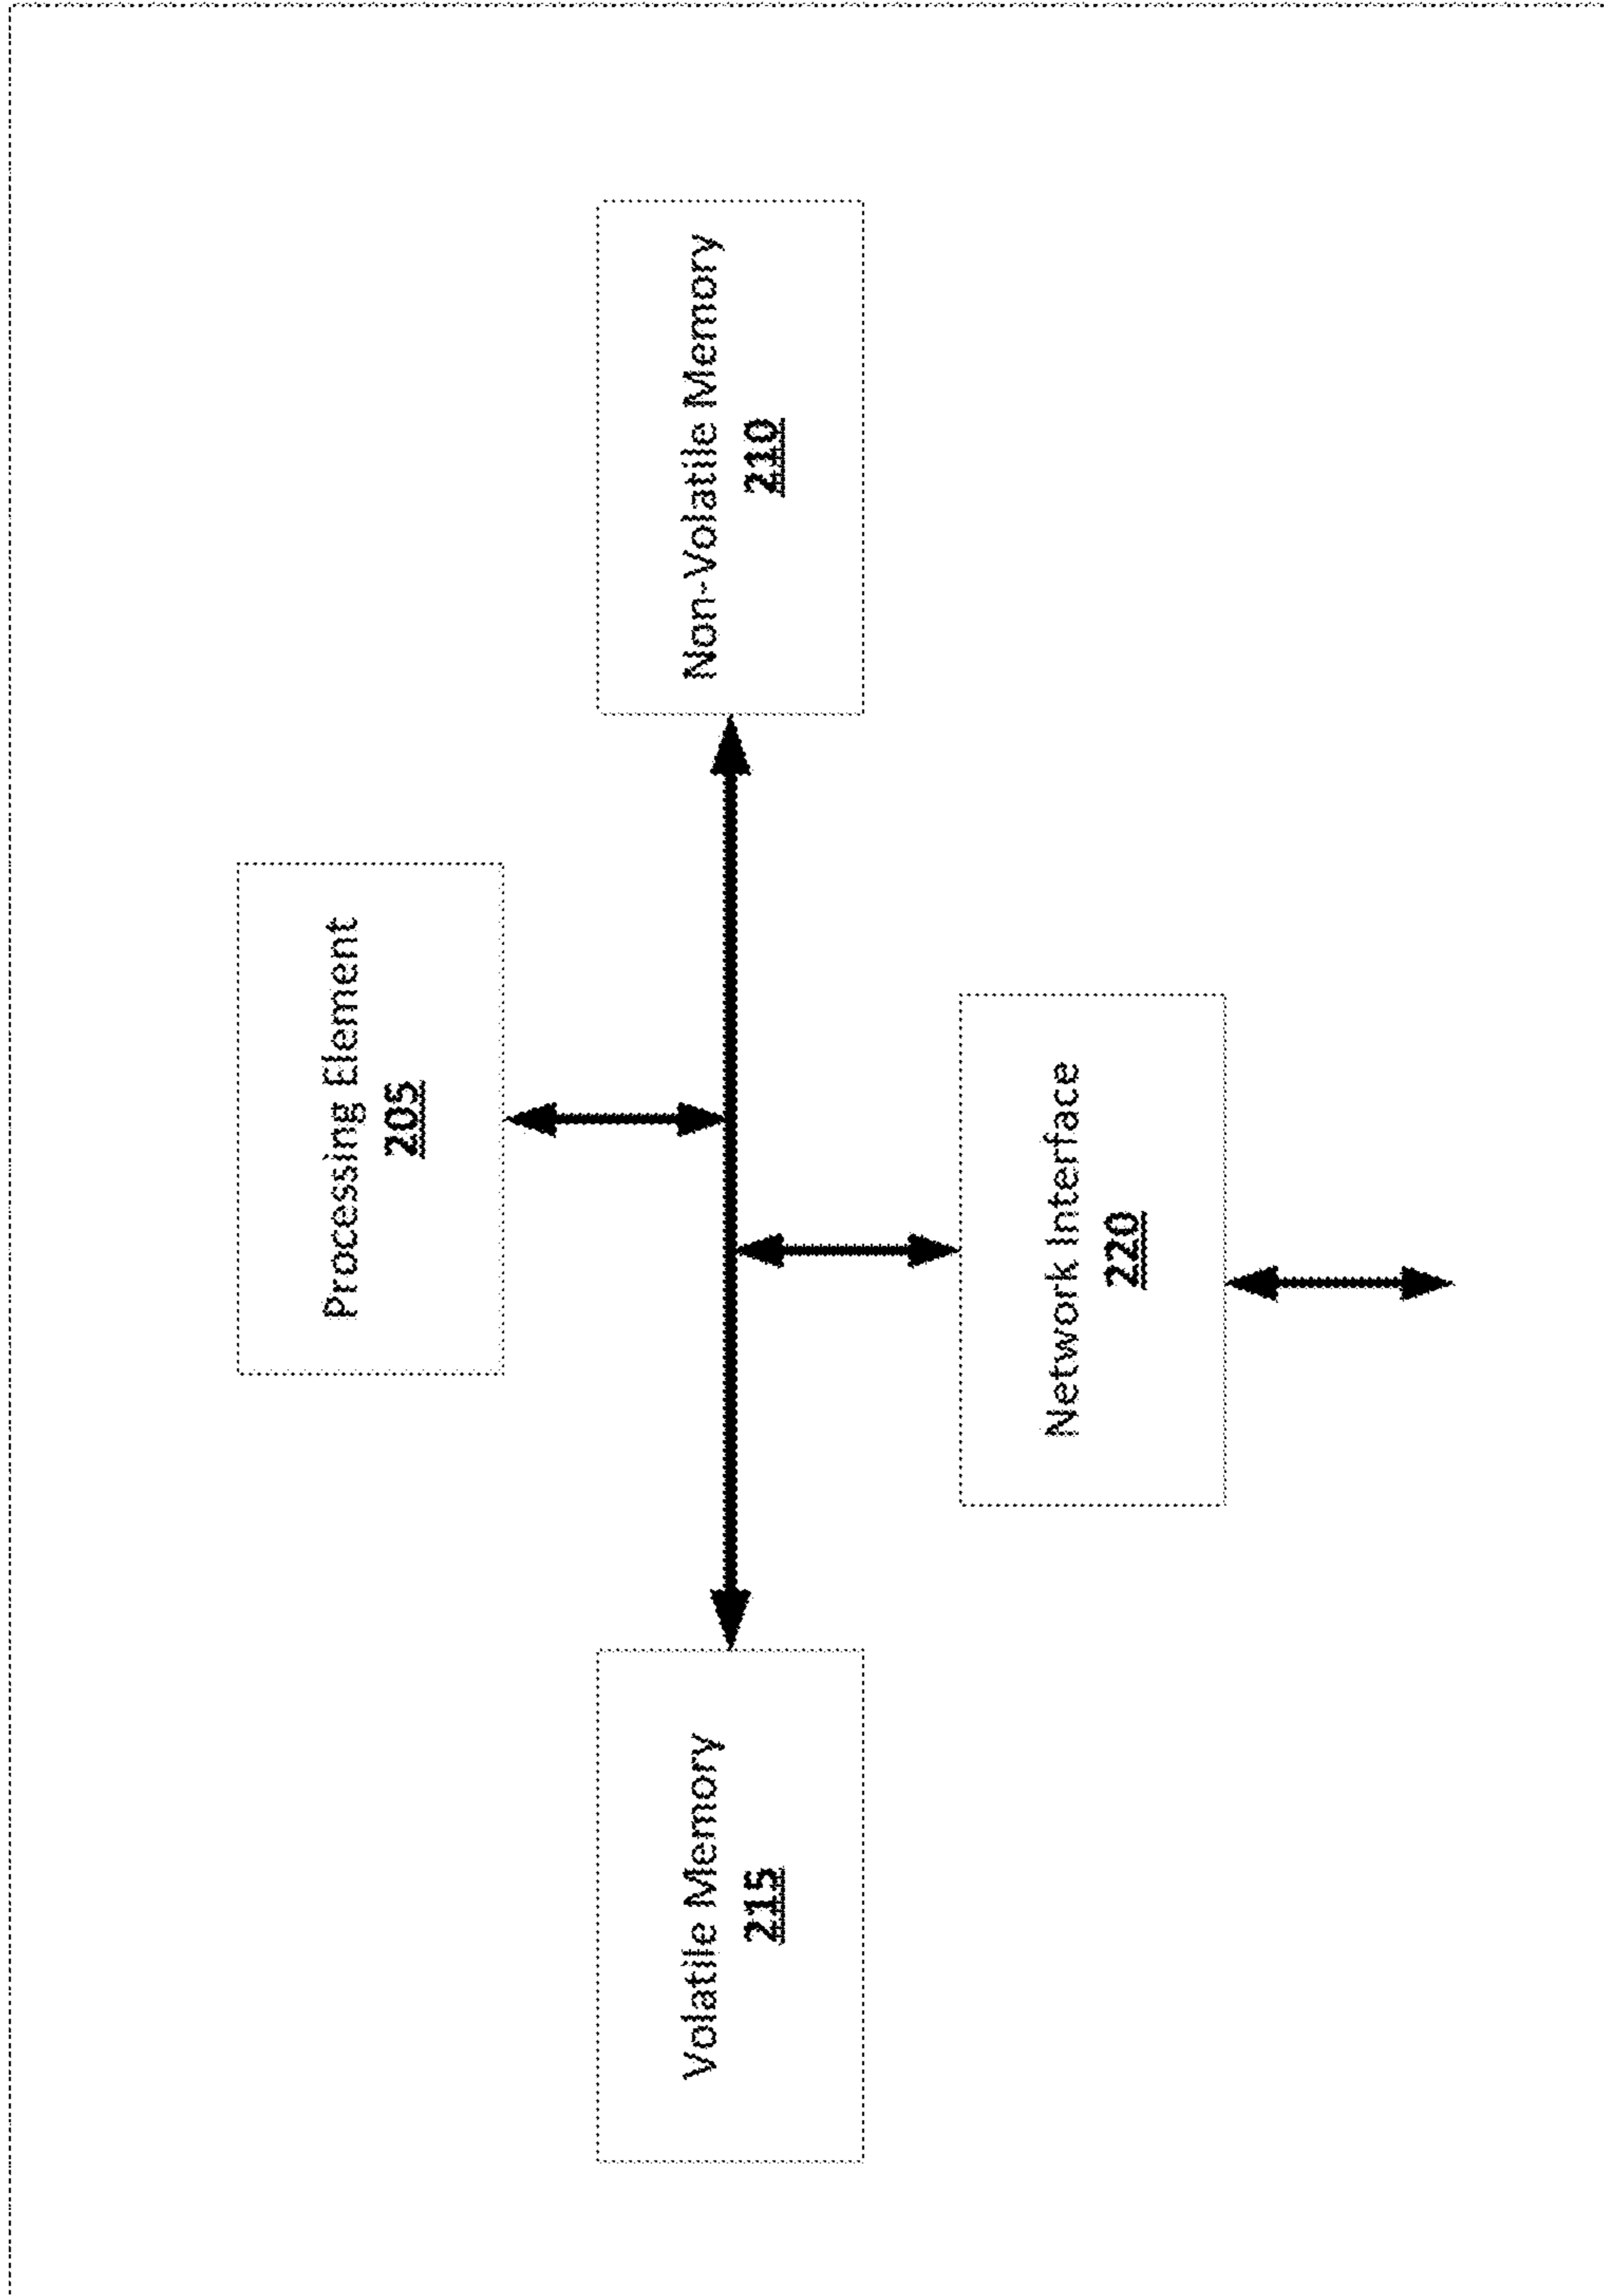 Processing Element
205
Volatile Memory
215
Non-Volatile Memory
210
Network Interface
220